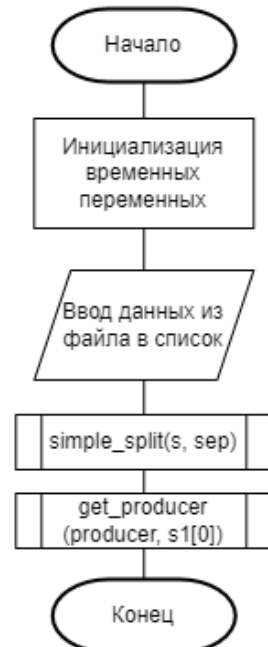 Начало
Инициализация
временных
переменных
Ввод данных из
файла в список
simple_split(s, sep)
get_producer
(producer, s1[0])
Конец